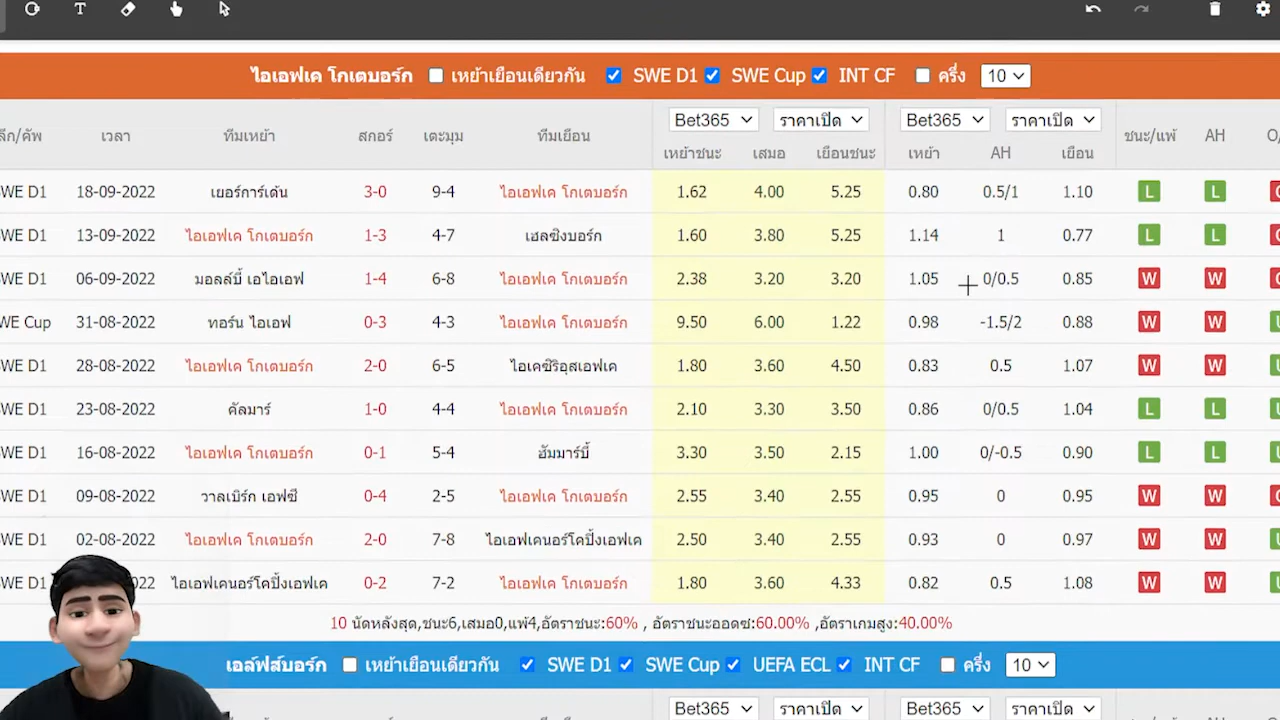 T
ไอเอฟเค โกเตบอร์ก เหย้าเยือนเดียวกัน SWE D1 SWE Cup INT CF ครึ่ง 10
Bet365 ราคาเปิด Bet365 ราคาเปิด
ลีก/คัพ เวลา ทีมเหย้า สกอร์ เตะมุม ทีมเยือน ชนะ/แพ้ AH O/
เหย้าชนะ เสมอ เยือนชนะ เหย้า AH เยือน
SWE D1 18-09-2022 เยอร์การ์เด้น 3-0 9-4 ไอเอฟเค โกเตบอร์ก 1.62 4.00 5.25 0.80 0.5/1 1.10 L L
SWE D1 13-09-2022 ไอเอฟเค โกเตบอร์ก 1-3 4-7 เฮลซิงบอร์ก 1.60 3.80 5.25 1.14 1 0.77 L L
SWE D1 06-09-2022 มอลล์บี้ เอไอเอฟ 1-4 6-8 ไอเอฟเค โกเตบอร์ก 2.38 3.20 3.20 1.05 0/0.5 0.85 W W
WE Cup 31-08-2022 ทอร์น ไอเอฟ 0-3 4-3 ไอเอฟเค โกเตบอร์ก 9.50 6.00 1.22 0.98 -1.5/2 0.88 W W
SWE D1 28-08-2022 ไอเอฟเค โกเตบอร์ก 2-0 6-5 ไอเคซิริอุสเอฟเค 1.80 3.60 4.50 0.83 0.5 1.07 W W
SWE D1 23-08-2022 คัลมาร์ 1-0 4-4 ไอเอฟเค โกเตบอร์ก 2.10 3.30 3.50 0.86 0/0.5 1.04 L L
SWE D1 16-08-2022 ไอเอฟเค โกเตบอร์ก 0-1 5-4 ฮัมมาร์บี้ 3.30 3.50 2.15 1.00 0/-0.5 0.90 L L
SWE D1 09-08-2022 วาลเบิร์ก เอฟซี 0-4 2-5 ไอเอฟเค โกเตบอร์ก 2.55 3.40 2.55 0.95 0 0.95 W W
SWE D1 02-08-2022 ไอเอฟเค โกเตบอร์ก 2-0 7-8 ไอเอฟเคนอร์โคปิ้งเอฟเค 2.50 3.40 2.55 0.93 0 0.97 W W
SWE D1 022 ไอเอฟเคนอร์โคปิ้งเอฟเค 0-2 7-2 ไอเอฟเค โกเตบอร์ก 1.80 3.60 4.33 0.82 0.5 1.08 W W
10 นัดหลังสุด,ชนะ6,เสมอ0,แพ้4,อัตราชนะ:60% , อัตราชนะออดซ:60.00% ,อัตราเกมสูง:40.00%
เอล์ฟส์บอร์ก เหย้าเยือนเดียวกัน SWE D1 SWE Cup UEFA ECL INT CF ครึ่ง 10
Bet365 ราคาเปิด Bet365 ราคาเปิด